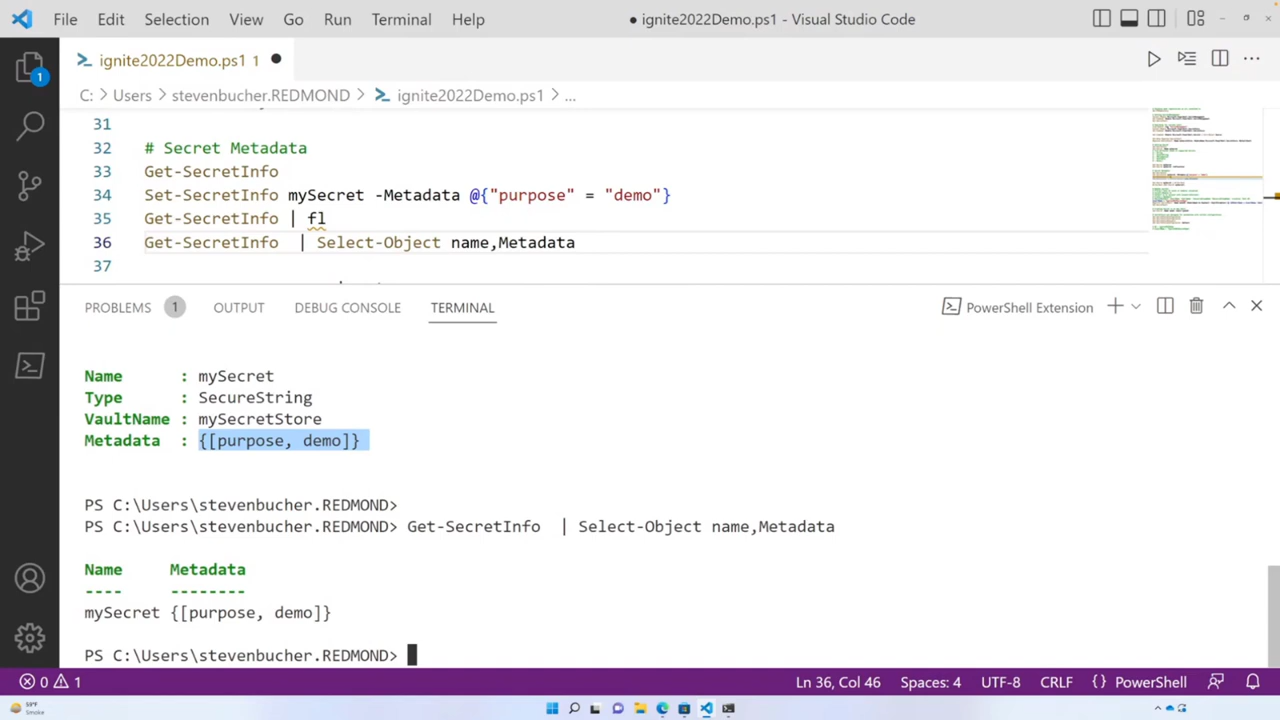 File Edit Selection View Go Run Terminal Help ● ignite2022Demo.ps1 - Visual Studio Code
1
ignite2022Demo.ps1 1 ●
C: > Users > stevenbucher.REDMOND > ignite2022Demo.ps1 > ...
31
32 # Secret Metadata
33 Get-SecretInfo
34 Set-SecretInfo mySecret -Metadata @{"purpose" = "demo"}
35 Get-SecretInfo | fl
36 Get-SecretInfo  | Select-Object name,Metadata
37
PROBLEMS 1 OUTPUT DEBUG CONSOLE TERMINAL PowerShell Extension
Name : mySecret
Type : SecureString
VaultName : mySecretStore
Metadata : {[purpose, demo]}
PS C:\Users\stevenbucher.REDMOND>
PS C:\Users\stevenbucher.REDMOND> Get-SecretInfo  | Select-Object name,Metadata
Name Metadata
---- --------
mySecret {[purpose, demo]}
PS C:\Users\stevenbucher.REDMOND>
0 1 Ln 36, Col 46 Spaces: 4 UTF-8 CRLF {} PowerShell
59°F
Smoke